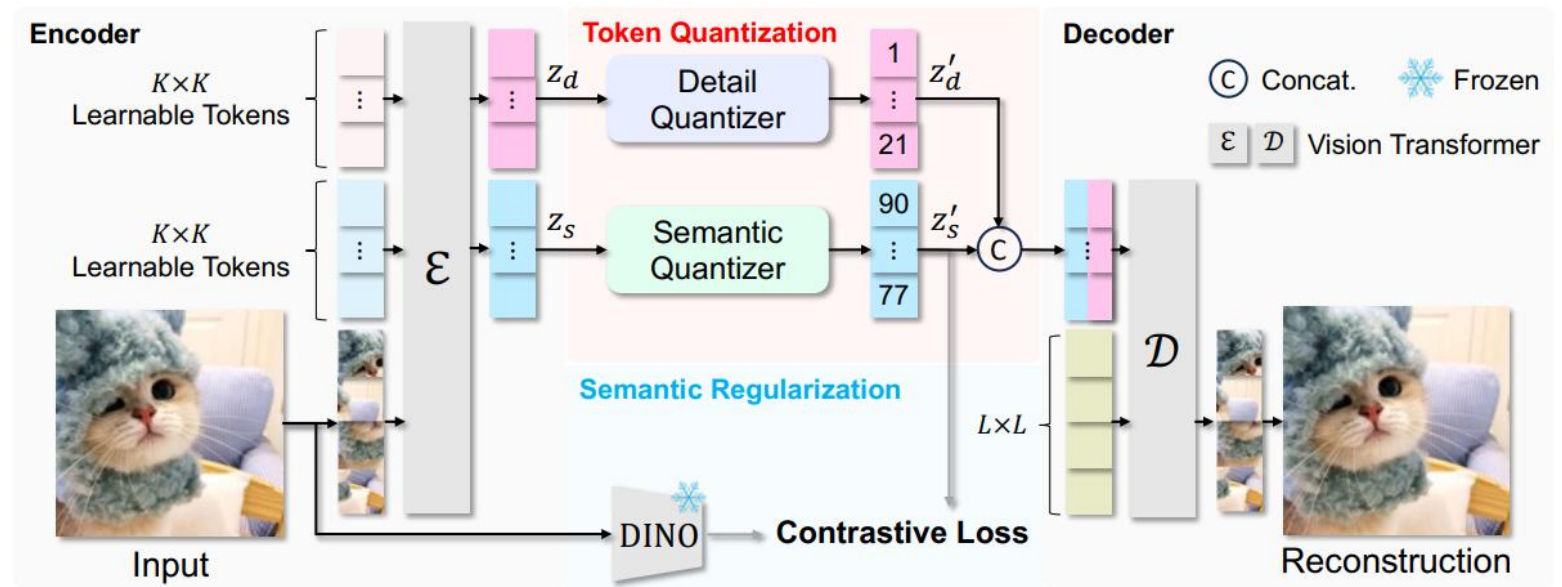 Encoder
K×K
Learnable Tokens
⋮
K×K
Learnable Tokens
⋮
ℰ
Input
⋮
z_d
⋮
z_s
Token Quantization
Detail
Quantizer
Semantic
Quantizer
1
⋮
21
z'_d
90
⋮
77
z'_s
C
Semantic Regularization
DINO
Contrastive Loss
Decoder
C Concat.
Frozen
ℰ 𝒟 Vision Transformer
⋮
𝒟
L×L
Reconstruction